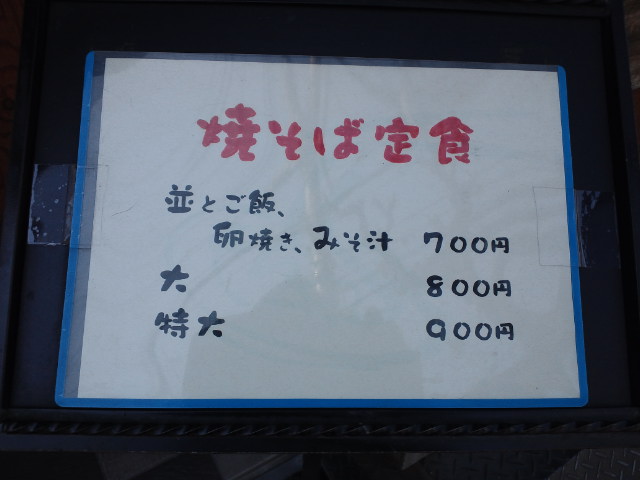 焼そば定食
並とご飯、
卵焼き、みそ汁 700円
大 800円
特大 900円